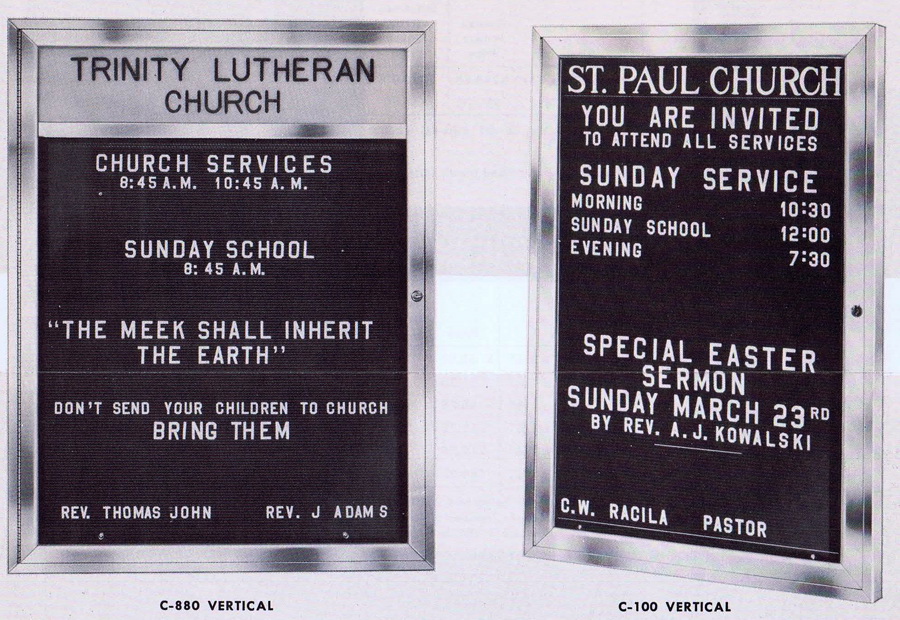 TRINITY LUTHERAN
CHURCH
CHURCH SERVICES
8:45 A.M. 10:45 A.M.
SUNDAY SCHOOL
8:45 A.M.
“THE MEEK SHALL INHERIT
THE EARTH”
DON'T SEND YOUR CHILDREN TO CHURCH
BRING THEM
REV. THOMAS JOHN REV. J ADAMS
C-880 VERTICAL
ST. PAUL CHURCH
YOU ARE INVITED
TO ATTEND ALL SERVICES
SUNDAY SERVICE
MORNING 10:30
SUNDAY SCHOOL 12:00
EVENING 7:30
SPECIAL EASTER
SERMON
SUNDAY MARCH 23RD
BY REV. A.J. KOWALSKI
C.W. RACILA PASTOR
C-100 VERTICAL